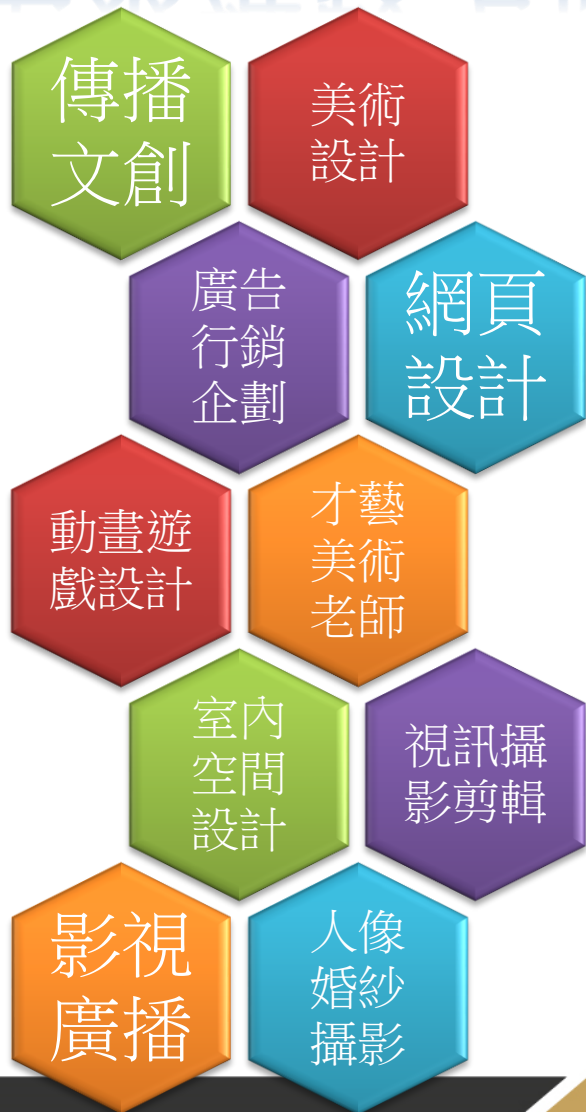 傳播
文創
美術
設計
廣告
行銷
企劃
網頁
設計
動畫遊
戲設計
才藝
美術
老師
室內
空間
設計
視訊攝
影剪輯
影視
廣播
人像
婚紗
攝影